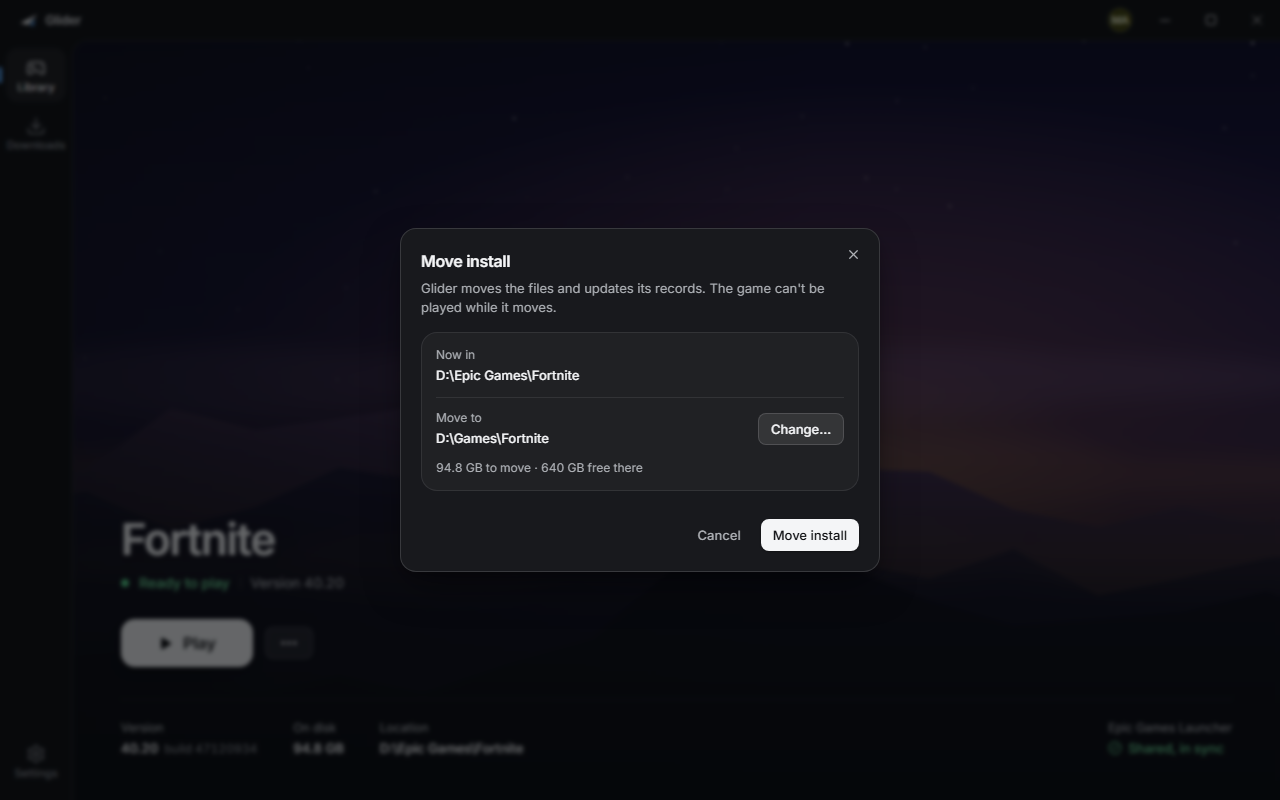 Glider
Library
Downloads
Move install
Glider moves the files and updates its records. The game can't be
played while it moves.
Now in
D:\Epic Games\Fortnite
Move to
D:\Games\Fortnite
Change...
94.8 GB to move · 640 GB free there
Cancel
Move install
Fortnite
Ready to play
Version 40.20
Play
Version
40.20
On disk
94.8 GB
Location
D:\Epic Games\Fortnite
Epic Games Launcher
Shared, in sync
Settings